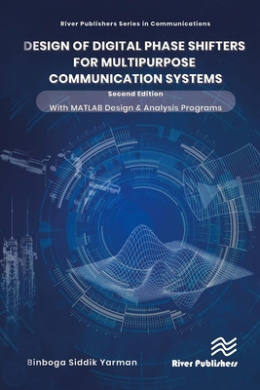 River Publishers Series in Communications
DESIGN OF DIGITAL PHASE SHIFTERS
FOR MULTIPURPOSE
COMMUNICATION SYSTEMS
Second Edition
With MATLAB Design & Analysis Programs
Binboga Siddik Yarman
River Publishers